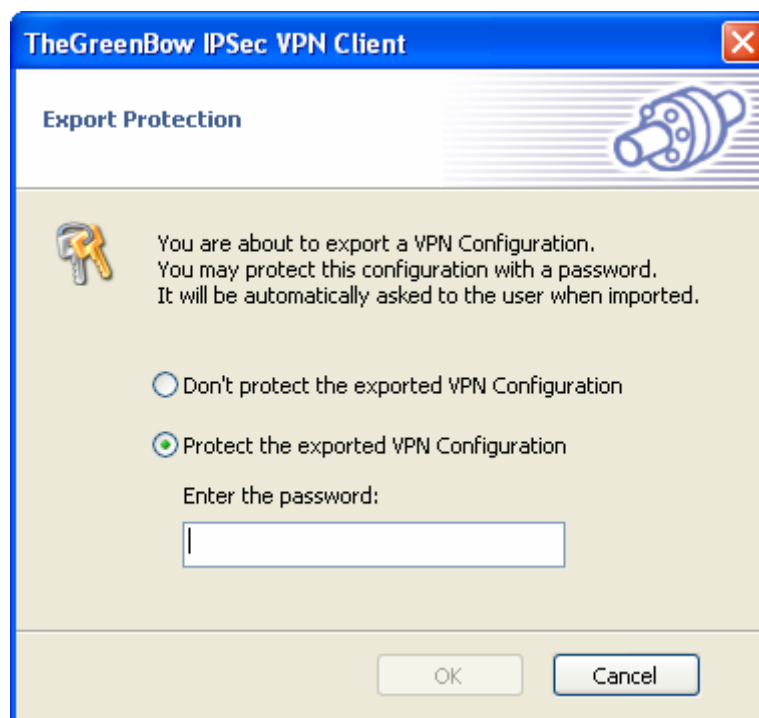 TheGreenBow IPSec VPN Client
Export Protection
You are about to export a VPN Configuration.
You may protect this configuration with a password.
It will be automatically asked to the user when imported.
Don't protect the exported VPN Configuration
Protect the exported VPN Configuration
Enter the password:
OK
Cancel